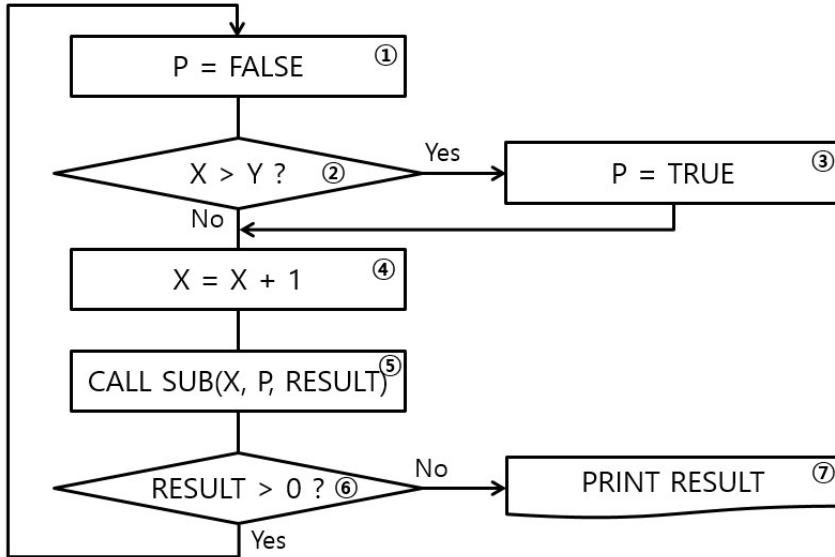 P = FALSE ①
X > Y ? ②
Yes
P = TRUE ③
No
X = X + 1 ④
CALL SUB(X, P, RESULT) ⑤
RESULT > 0 ? ⑥
No
PRINT RESULT ⑦
Yes